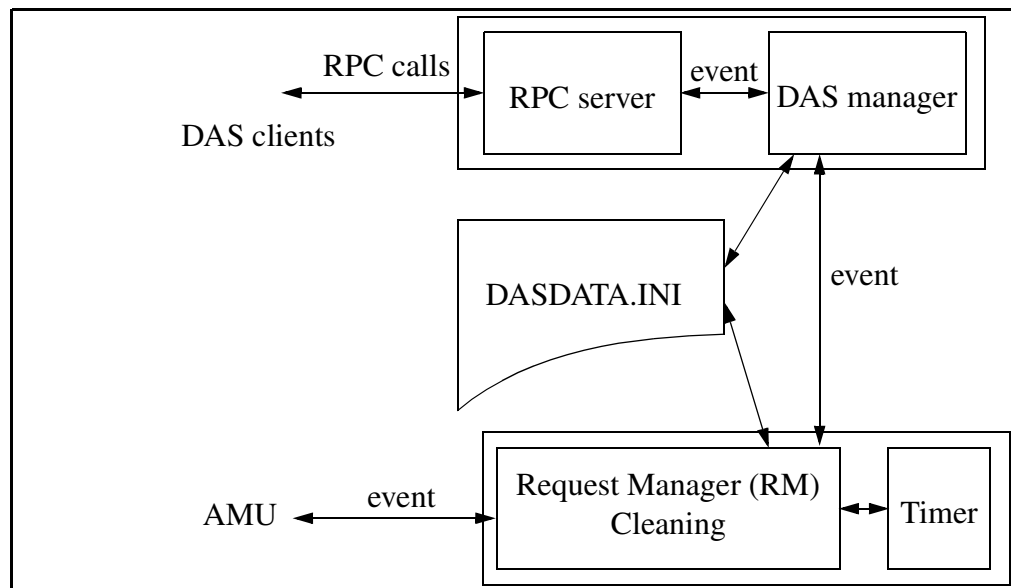 RPC calls
DAS clients
RPC server
event
DAS manager
DASDATA.INI
event
AMU
event
Request Manager (RM)
Cleaning
Timer